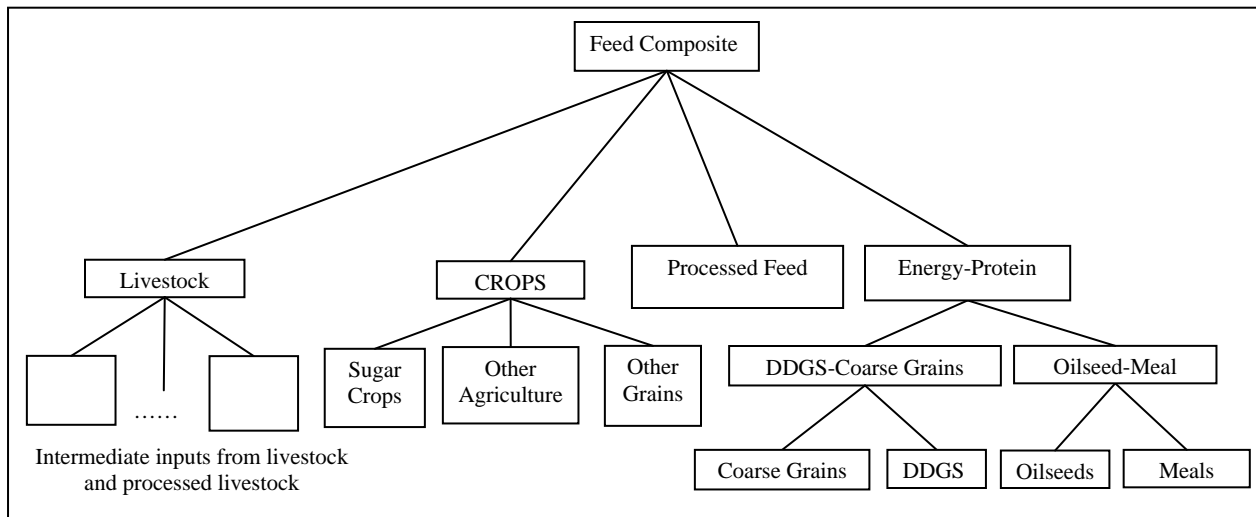 Feed Composite
Livestock
CROPS
Processed Feed
Energy-Protein
Sugar
Crops
Other
Agriculture
Other
Grains
DDGS-Coarse Grains
Oilseed-Meal
……
Intermediate inputs from livestock
and processed livestock
Coarse Grains
DDGS
Oilseeds
Meals